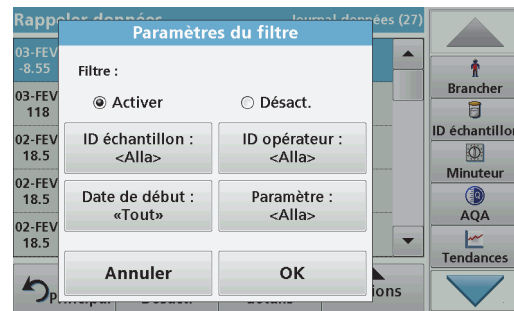 Rappeler données Journal données (27)
Paramètres du filtre
03-FEV
-8.55
03-FEV
118
02-FEV
18.5
02-FEV
18.5
02-FEV
18.5
Filtre :
Activer
Désact.
ID échantillon :
<Alla>
ID opérateur :
<Alla>
Date de début :
«Tout»
Paramètre :
<Alla>
Annuler
OK
Brancher
ID échantillo
Minuteur
AQA
Tendances